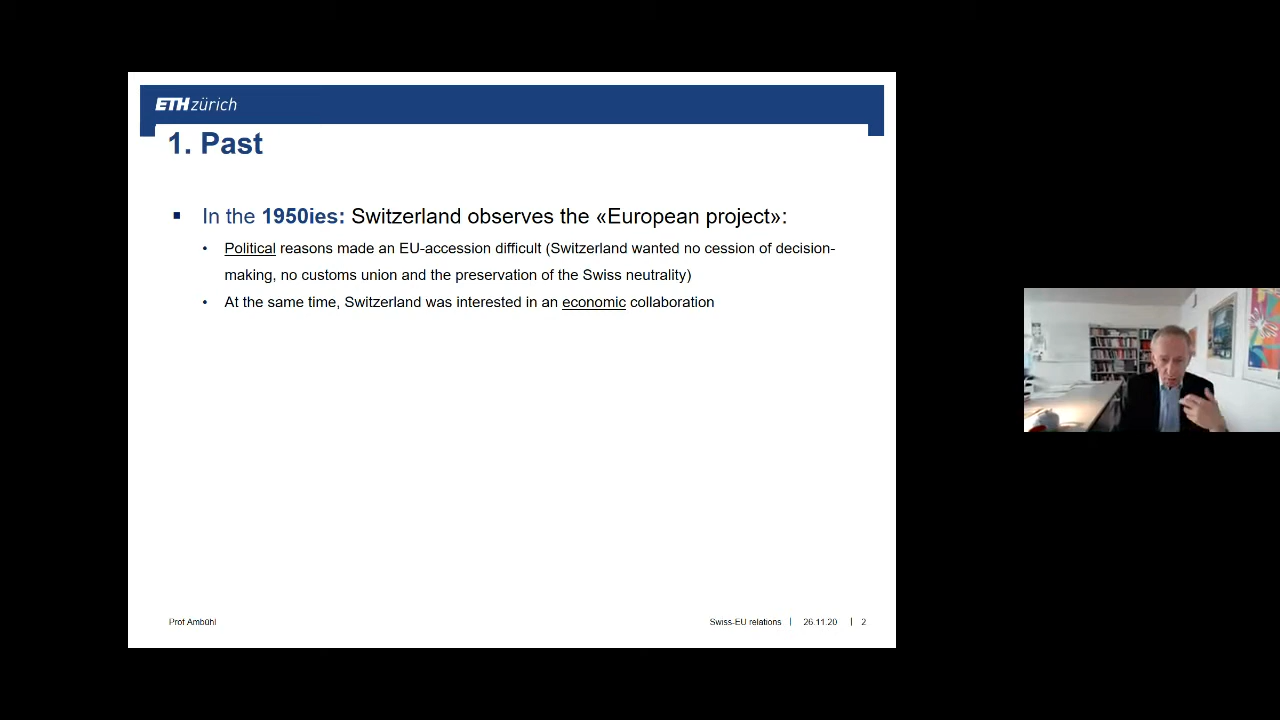 ETH zürich
1. Past
▪ In the 1950ies: Switzerland observes the «European project»:
• Political reasons made an EU-accession difficult (Switzerland wanted no cession of decision-
making, no customs union and the preservation of the Swiss neutrality)
• At the same time, Switzerland was interested in an economic collaboration
Prof Ambühl
Swiss-EU relations | 26.11.20 | 2